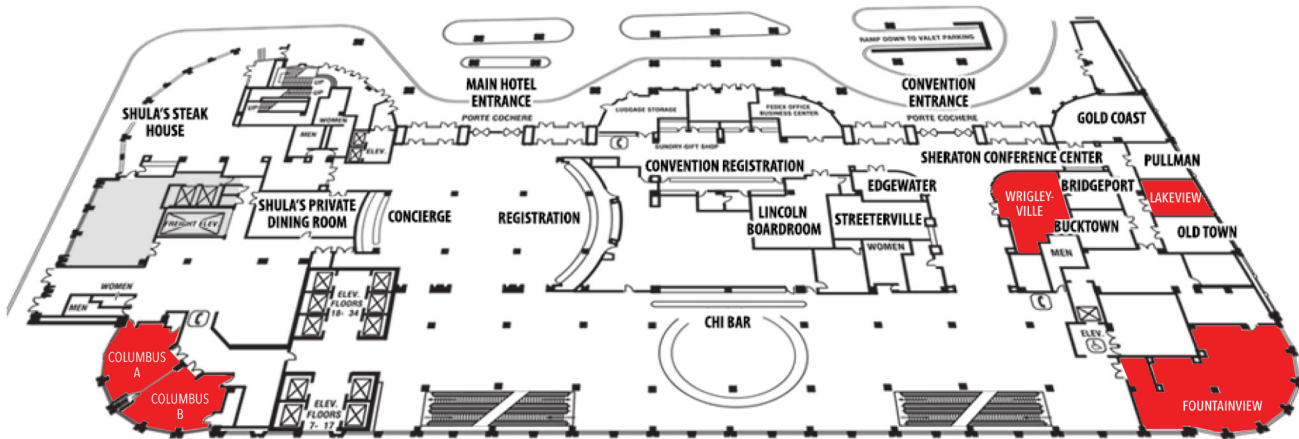 RAMP DOWN TO VALET PARKING
MAIN HOTEL
ENTRANCE
CONVENTION
ENTRANCE
UP
UP
UP
SHULA'S STEAK
HOUSE
WOMEN
MEN
ELEV.
PORTE COCHERE
LUGGAGE STORAGE
FEDEX OFFICE
BUSINESS CENTER
PORTE COCHERE
GOLD COAST
SUNDRY-GIFT SHOP
CONVENTION REGISTRATION
SHERATON CONFERENCE CENTER
PULLMAN
EDGEWATER
WRIGLEY-
VILLE
BRIDGEPORT
LAKEVIEW
SHULA'S PRIVATE
DINING ROOM
CONCIERGE
REGISTRATION
LINCOLN
BOARDROOM
STREETERVILLE
BUCKTOWN
OLD TOWN
FREIGHT ELEV.
WOMEN
MEN
WOMEN
MEN
ELEV.
FLOORS
18- 34
CHI BAR
ELEV.
COLUMBUS
A
COLUMBUS
B
ELEV.
FLOORS
7- 17
FOUNTAINVIEW